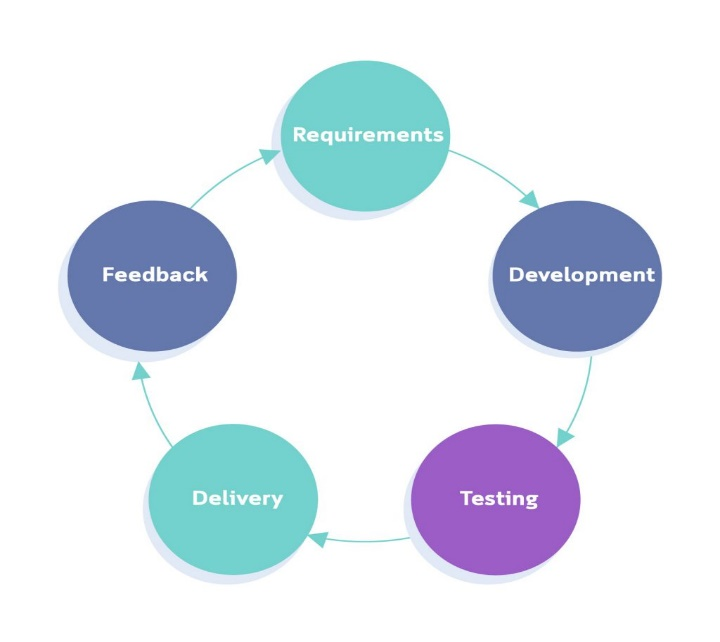 Requirements
Development
Testing
Delivery
Feedback